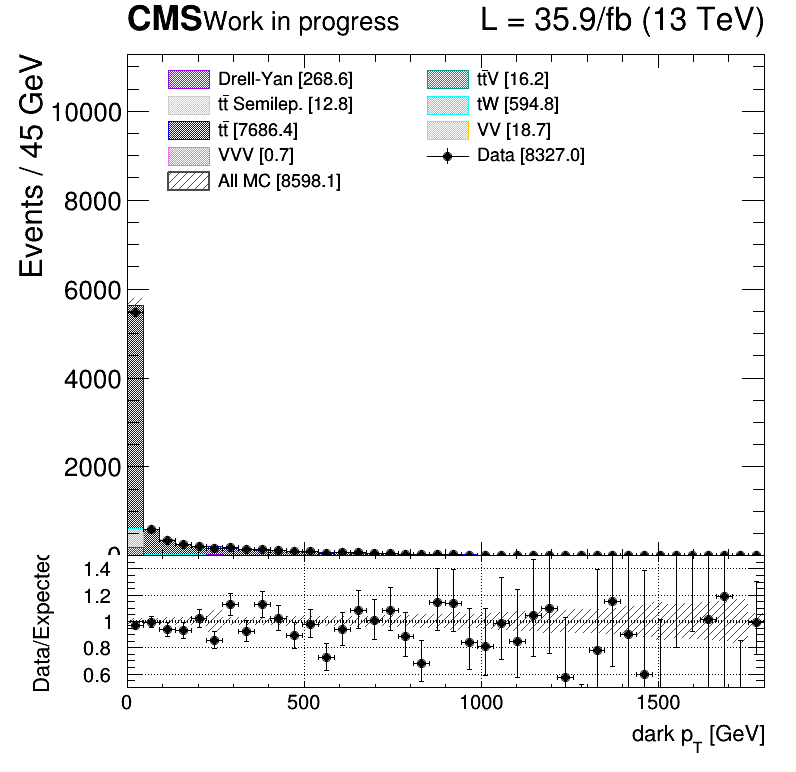 CMS Work in progress L = 35.9/fb (13 TeV)
Events / 45 GeV
Drell-Yan [268.6]
tt̄ Semilep. [12.8]
tt̄ [7686.4]
VVV [0.7]
All MC [8598.1]
tt̄V [16.2]
tW [594.8]
VV [18.7]
Data [8327.0]
10000
8000
6000
4000
2000
0
Data/Expected
1.4
1.2
1
0.8
0.6
0 500 1000 1500
dark p_T [GeV]